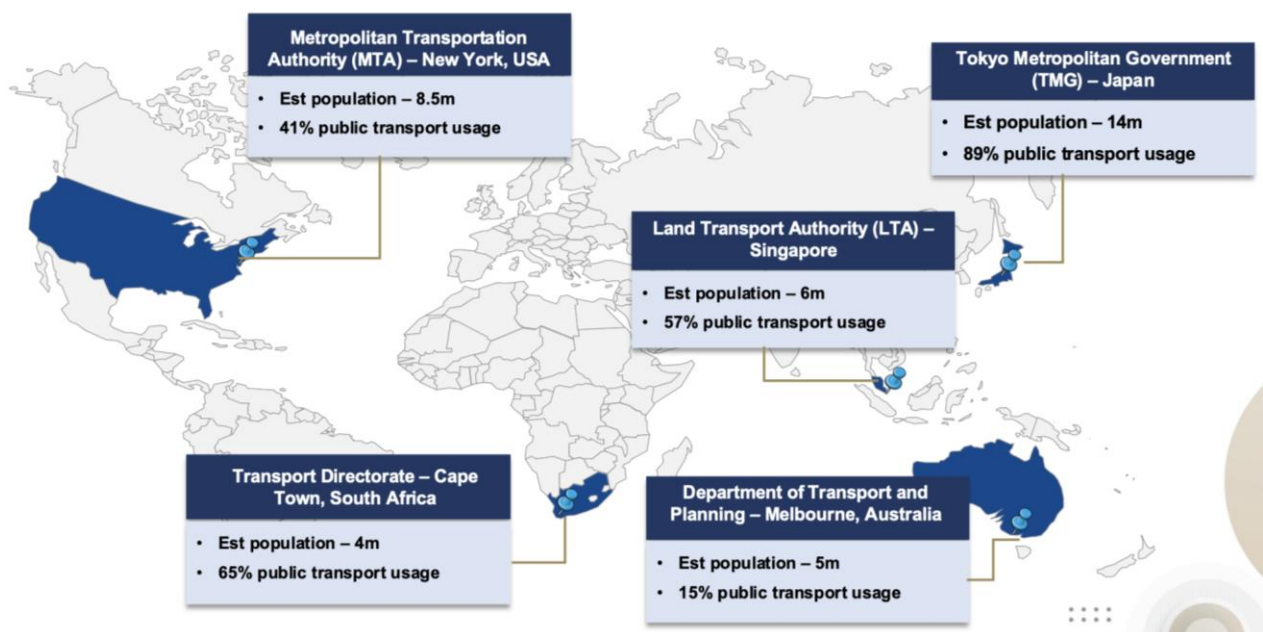 Metropolitan Transportation
Authority (MTA) – New York, USA
• Est population – 8.5m
• 41% public transport usage
Tokyo Metropolitan Government
(TMG) – Japan
• Est population – 14m
• 89% public transport usage
Land Transport Authority (LTA) –
Singapore
• Est population – 6m
• 57% public transport usage
Transport Directorate – Cape
Town, South Africa
• Est population – 4m
• 65% public transport usage
Department of Transport and
Planning – Melbourne, Australia
• Est population – 5m
• 15% public transport usage